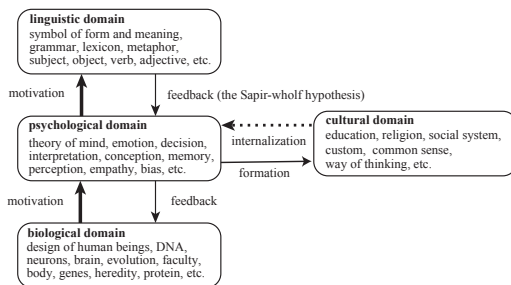 linguistic domain
symbol of form and meaning,
grammar, lexicon, metaphor,
subject, object, verb, adjective, etc.
motivation
feedback (the Sapir-wholf hypothesis)
psychological domain
theory of mind, emotion, decision,
interpretation, conception, memory,
perception, empathy, bias, etc.
internalization
formation
cultural domain
education, religion, social system,
custom, common sense,
way of thinking, etc.
motivation
feedback
biological domain
design of human beings, DNA,
neurons, brain, evolution, faculty,
body, genes, heredity, protein, etc.